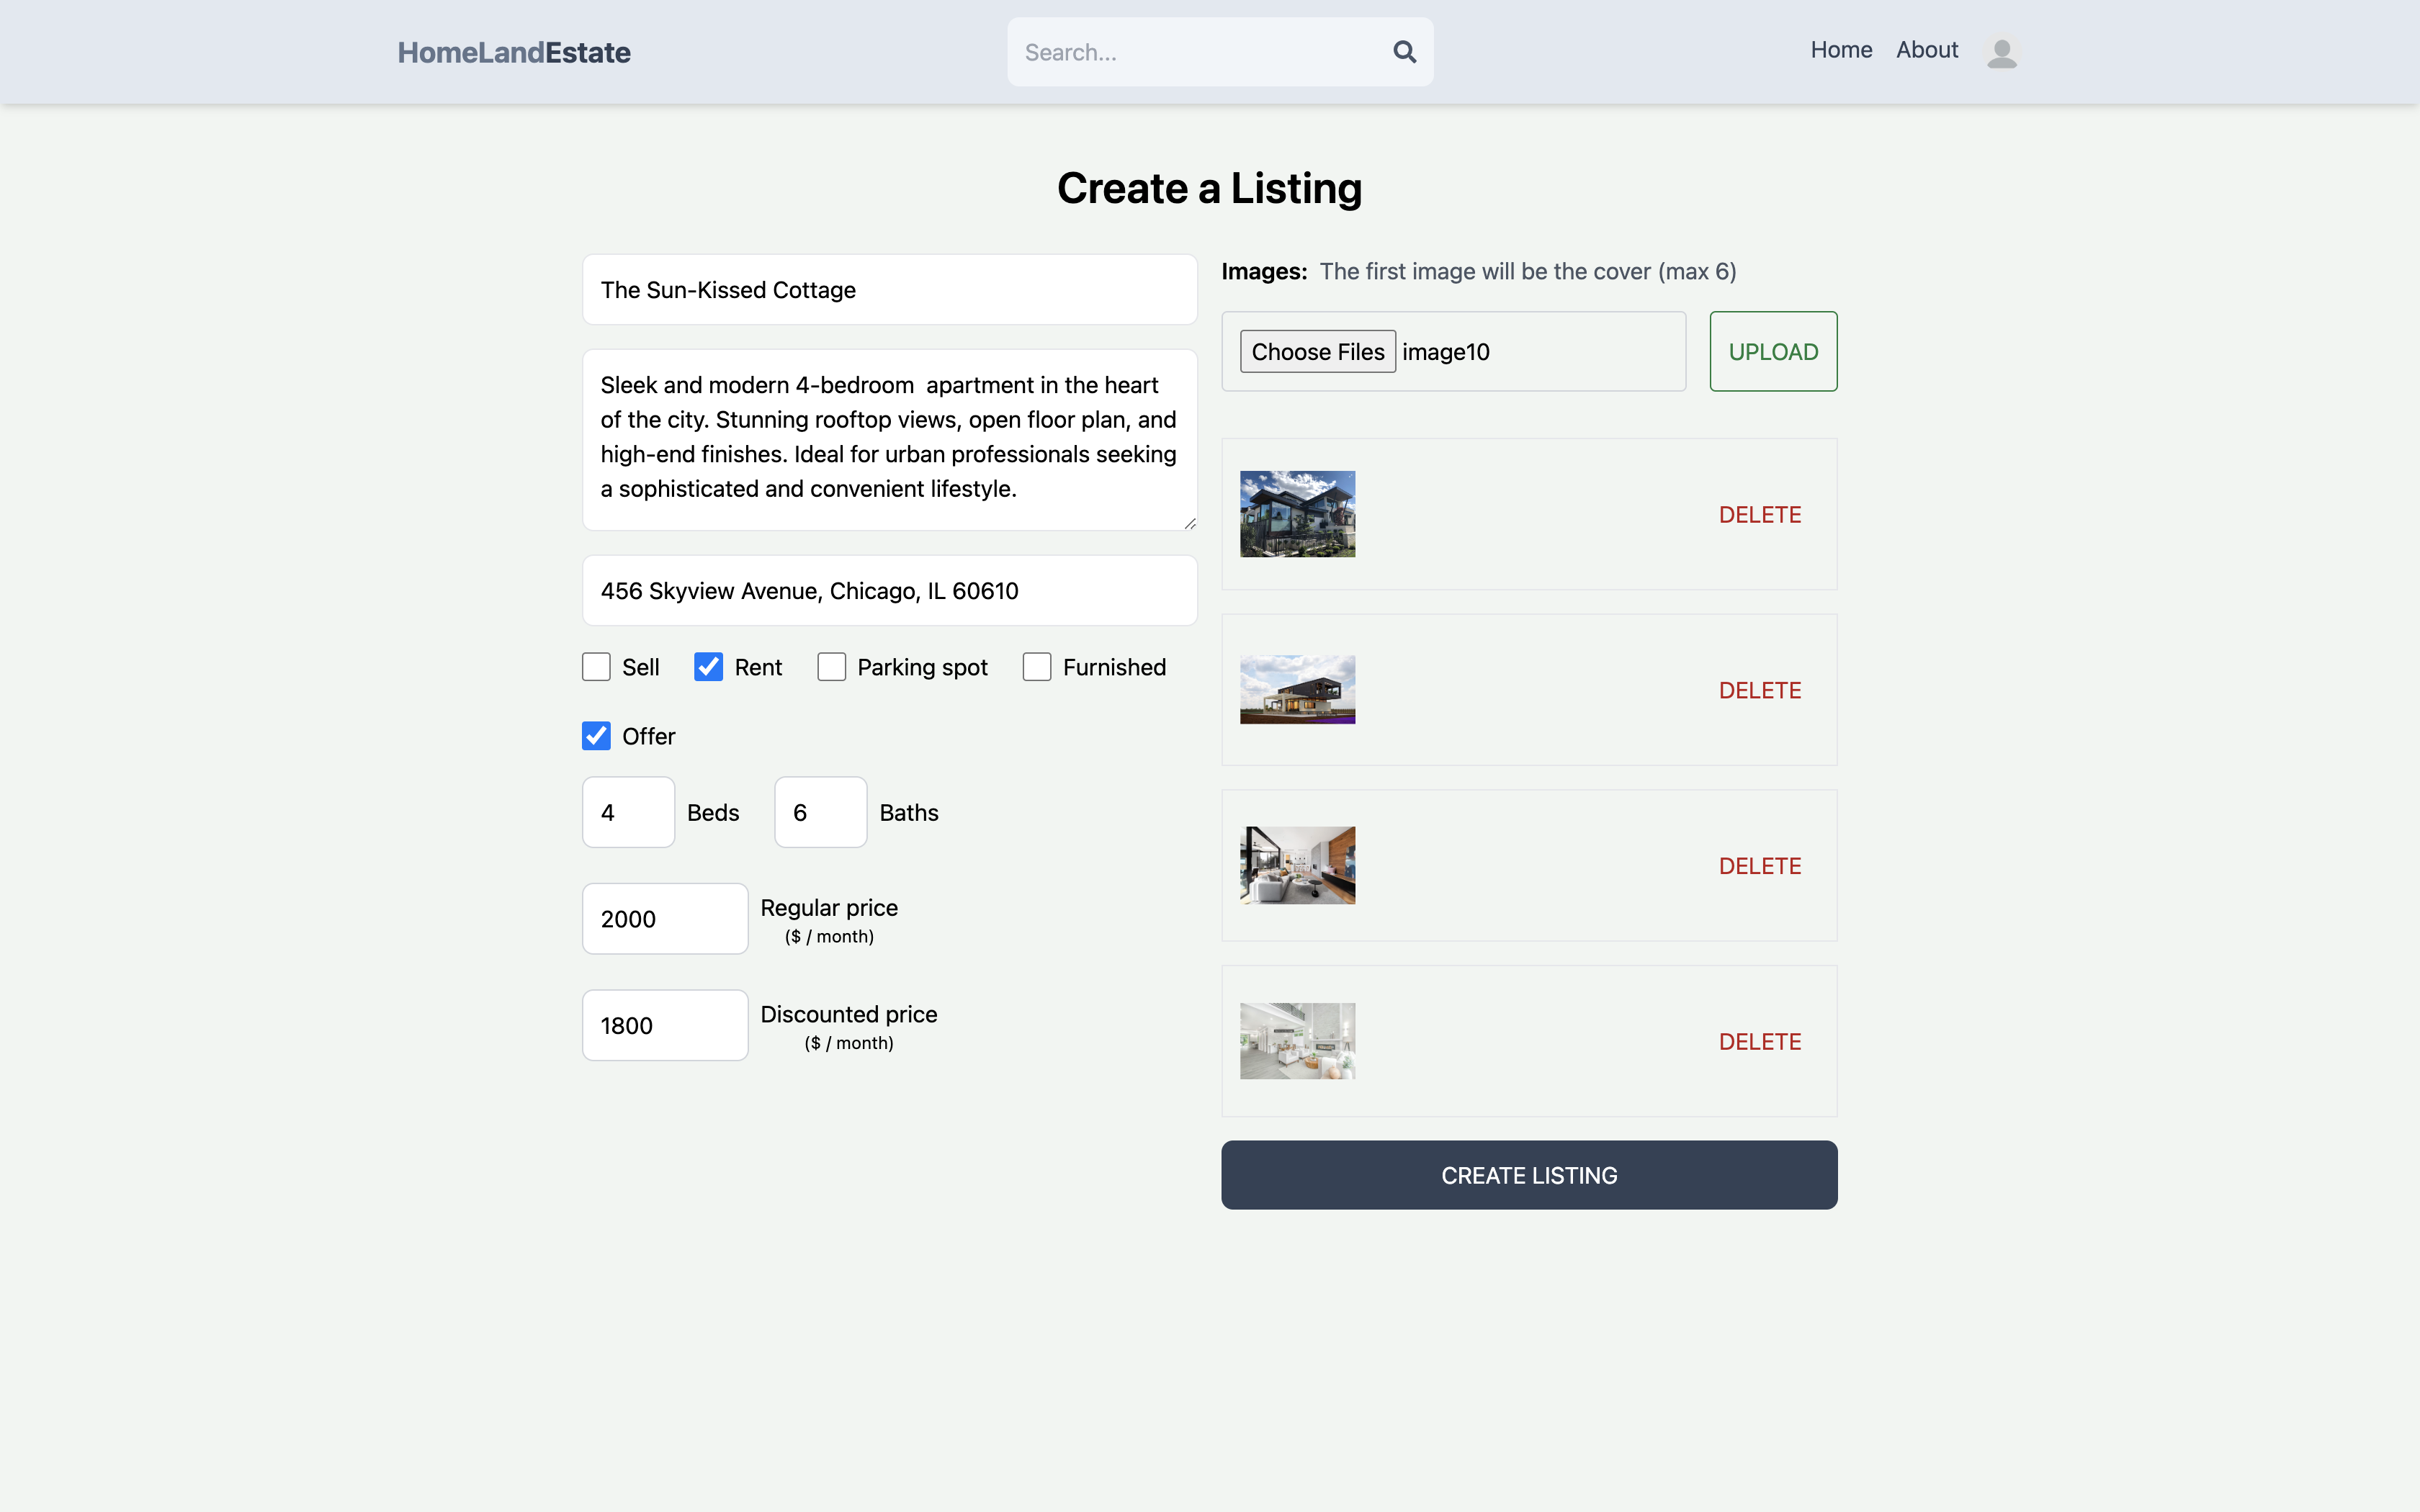 HomeLandEstate
Search...
Home
About
Create a Listing
The Sun-Kissed Cottage
Sleek and modern 4-bedroom  apartment in the heart
of the city. Stunning rooftop views, open floor plan, and
high-end finishes. Ideal for urban professionals seeking
a sophisticated and convenient lifestyle.
456 Skyview Avenue, Chicago, IL 60610
Sell
Rent
Parking spot
Furnished
Offer
4 Beds
6 Baths
2000 Regular price
($ / month)
1800 Discounted price
($ / month)
Images: The first image will be the cover (max 6)
Choose Files image10
UPLOAD
DELETE
DELETE
DELETE
DELETE
CREATE LISTING